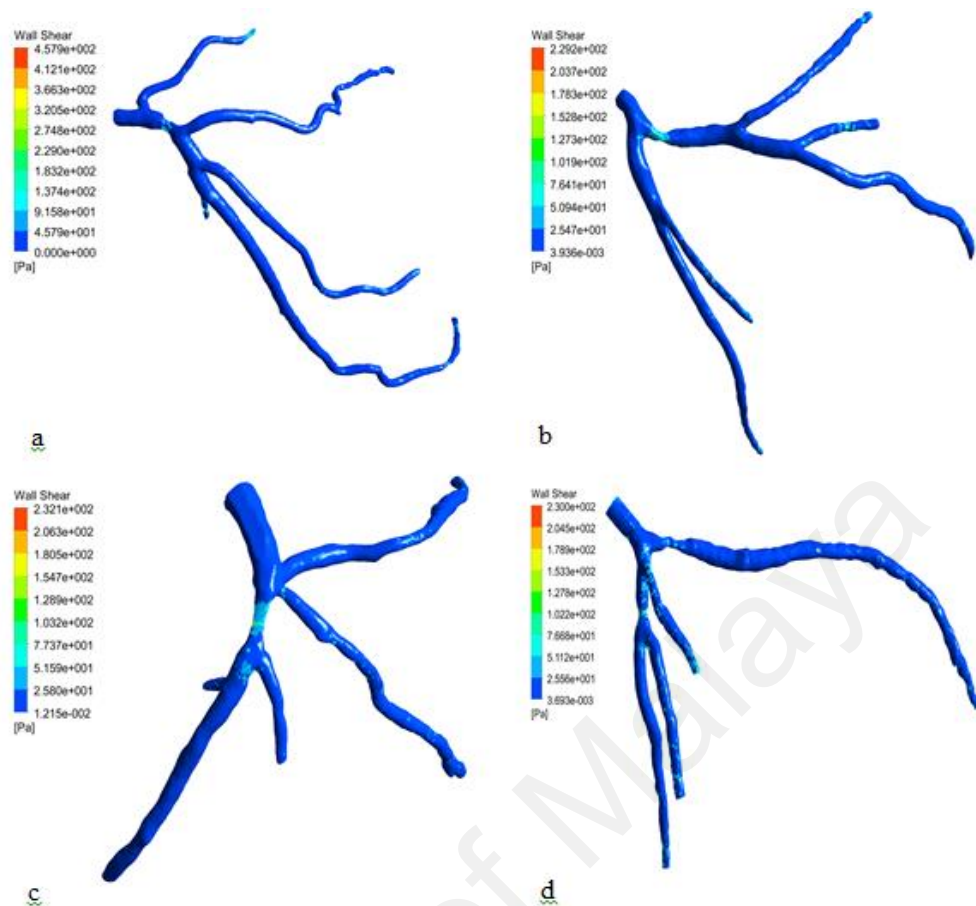 Wall Shear
4.579e+002
4.121e+002
3.663e+002
3.205e+002
2.748e+002
2.290e+002
1.832e+002
1.374e+002
9.158e+001
4.579e+001
0.000e+000
[Pa]
a
Wall Shear
2.292e+002
2.037e+002
1.783e+002
1.528e+002
1.273e+002
1.019e+002
7.641e+001
5.094e+001
2.547e+001
3.936e-003
[Pa]
b
Wall Shear
2.321e+002
2.063e+002
1.805e+002
1.547e+002
1.289e+002
1.032e+002
7.737e+001
5.159e+001
2.580e+001
1.215e-002
[Pa]
c
Wall Shear
2.300e+002
2.045e+002
1.789e+002
1.533e+002
1.278e+002
1.022e+002
7.668e+001
5.112e+001
2.556e+001
3.693e-003
[Pa]
d
of Malaya